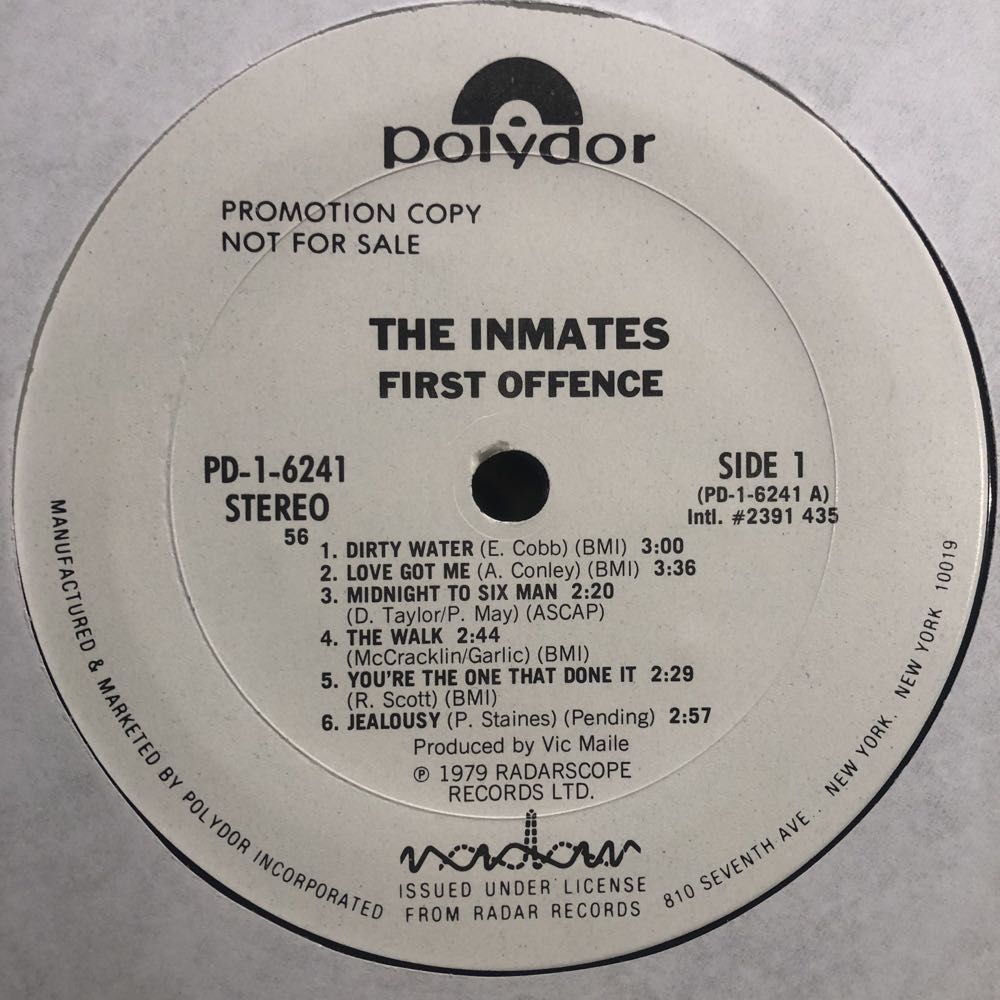 polydor
PROMOTION COPY
NOT FOR SALE
THE INMATES
FIRST OFFENCE
PD-1-6241
STEREO
56
SIDE 1
(PD-1-6241 A)
Intl. #2391 435
1. DIRTY WATER (E. Cobb) (BMI) 3:00
2. LOVE GOT ME (A. Conley) (BMI) 3:36
3. MIDNIGHT TO SIX MAN 2:20
(D. Taylor/P. May) (ASCAP)
4. THE WALK 2:44
(McCracklin/Garlic) (BMI)
5. YOU'RE THE ONE THAT DONE IT 2:29
(R. Scott) (BMI)
6. JEALOUSY (P. Staines) (Pending) 2:57
Produced by Vic Maile
℗ 1979 RADARSCOPE
RECORDS LTD.
radar
ISSUED UNDER LICENSE
FROM RADAR RECORDS
MANUFACTURED & MARKETED BY POLYDOR INCORPORATED
810 SEVENTH AVE., NEW YORK, NEW YORK 10019